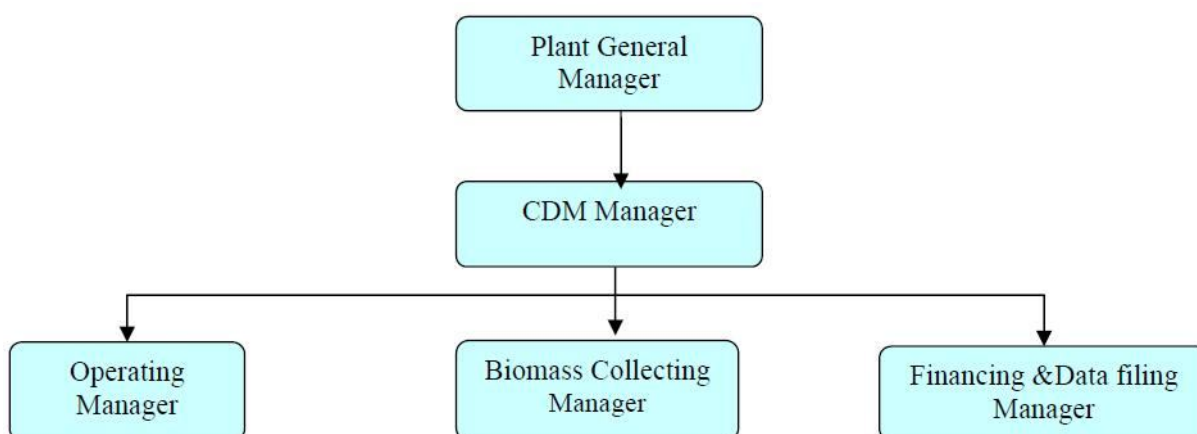 Plant General
Manager
CDM Manager
Operating
Manager
Biomass Collecting
Manager
Financing &Data filing
Manager